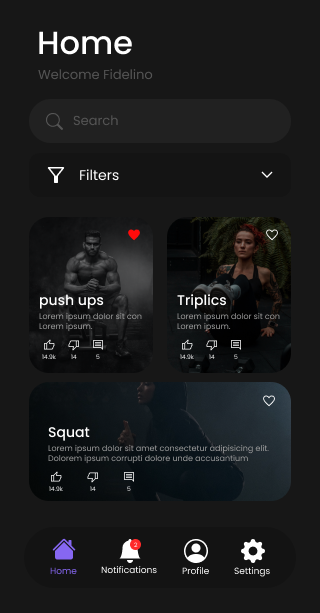 Home
Welcome Fidelino
Search
Filters
push ups
Lorem ipsum dolor sit con
Lorem ipsum.
14.9k 14 5
Triplics
Lorem ipsum dolor sit con
Lorem ipsum.
14.9k 14 5
Squat
Lorem ipsum dolor sit amet consectetur adipisicing elit.
Dolorem ipsum corrupti dolore unde accusantium
14.9k 14 5
2
Home Notifications Profile Settings